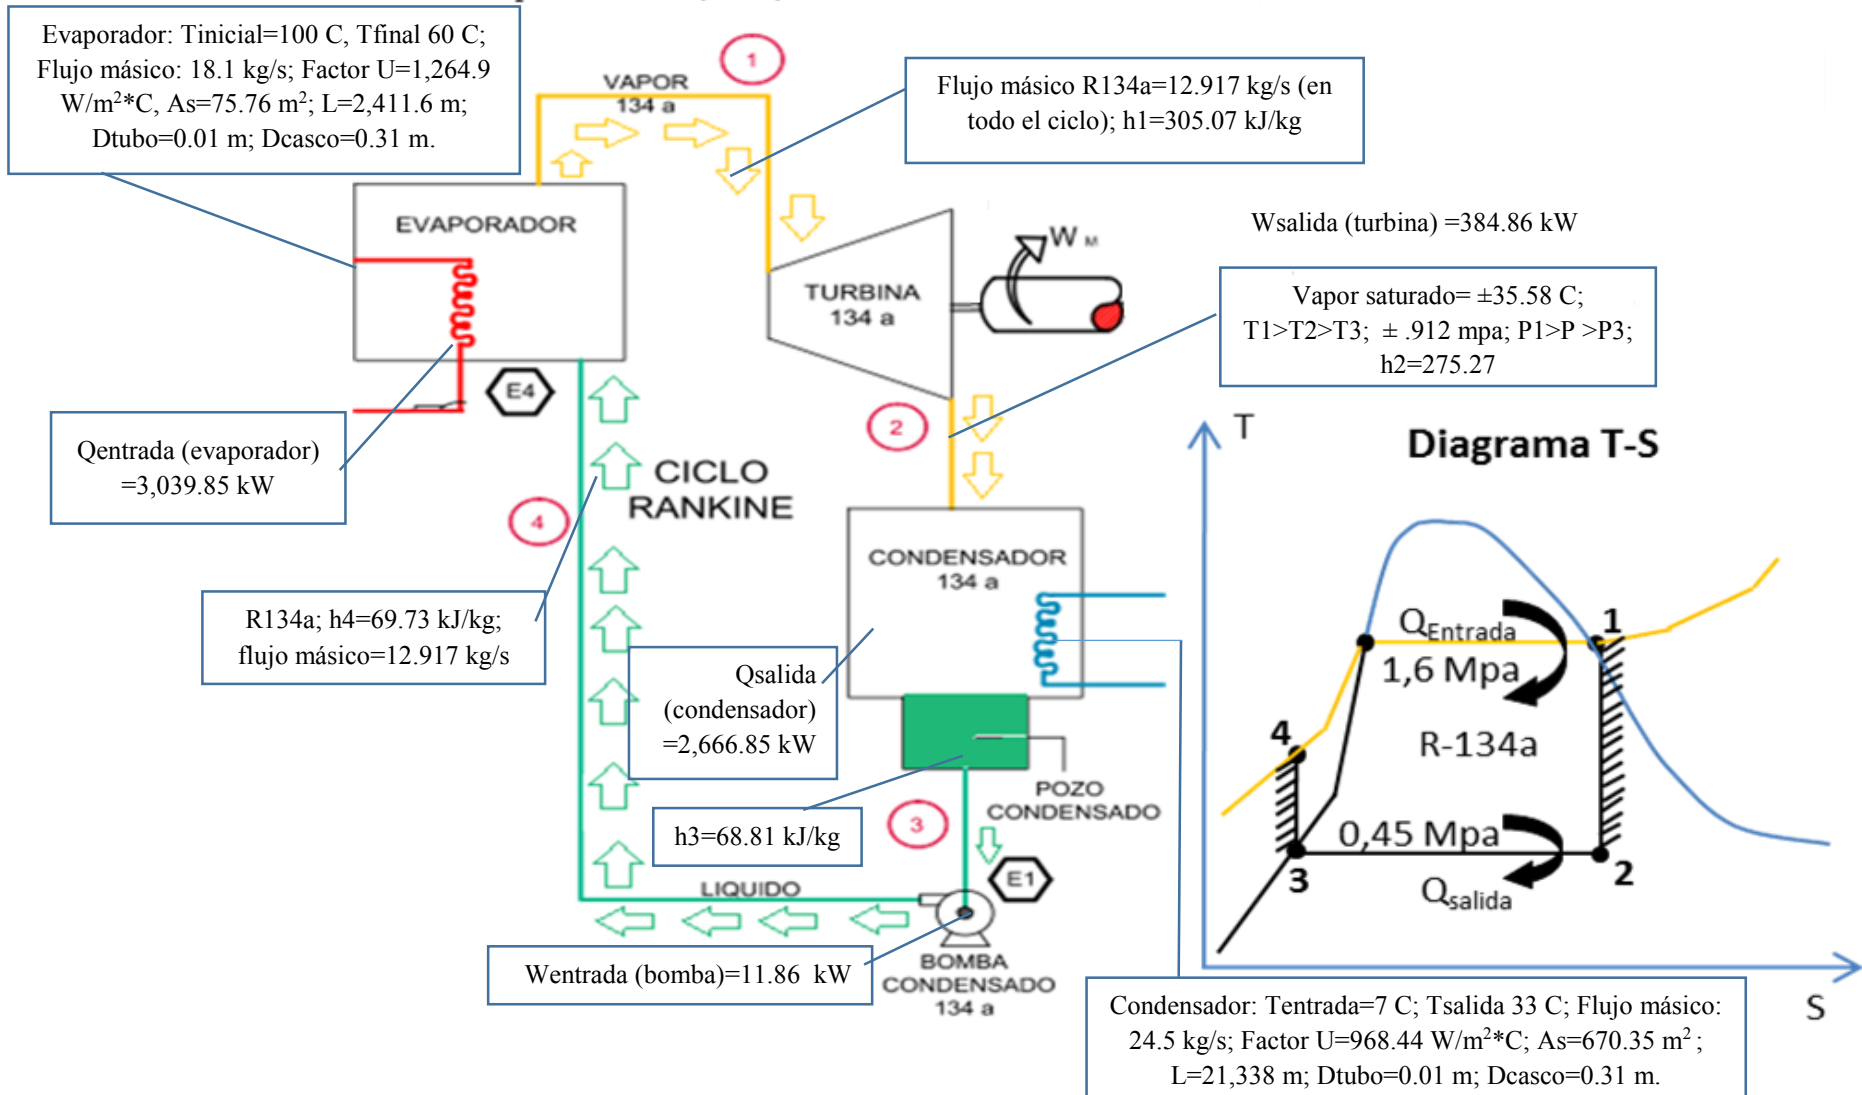 Evaporador: Tinicial=100 C, Tfinal 60 C;
Flujo másico: 18.1 kg/s; Factor U=1,264.9
W/m²*C, As=75.76 m²; L=2,411.6 m;
Dtubo=0.01 m; Dcasco=0.31 m.
1
VAPOR
134 a
Flujo másico R134a=12.917 kg/s (en
todo el ciclo); h1=305.07 kJ/kg
EVAPORADOR
TURBINA
134 a
W M
Wsalida (turbina) =384.86 kW
Vapor saturado= ±35.58 C;
T1>T2>T3; ± .912 mpa; P1>P >P3;
h2=275.27
E4
2
Qentrada (evaporador)
=3,039.85 kW
CICLO
RANKINE
4
R134a; h4=69.73 kJ/kg;
flujo másico=12.917 kg/s
CONDENSADOR
134 a
Qsalida
(condensador)
=2,666.85 kW
POZO
CONDENSADO
h3=68.81 kJ/kg
3
E1
LIQUIDO
Wentrada (bomba)=11.86 kW
BOMBA
CONDENSADO
134 a
T
Diagrama T-S
QEntrada
1
1,6 Mpa
4
R-134a
0,45 Mpa
3
2
Qsalida
S
Condensador: Tentrada=7 C; Tsalida 33 C; Flujo másico:
24.5 kg/s; Factor U=968.44 W/m²*C; As=670.35 m² ;
L=21,338 m; Dtubo=0.01 m; Dcasco=0.31 m.